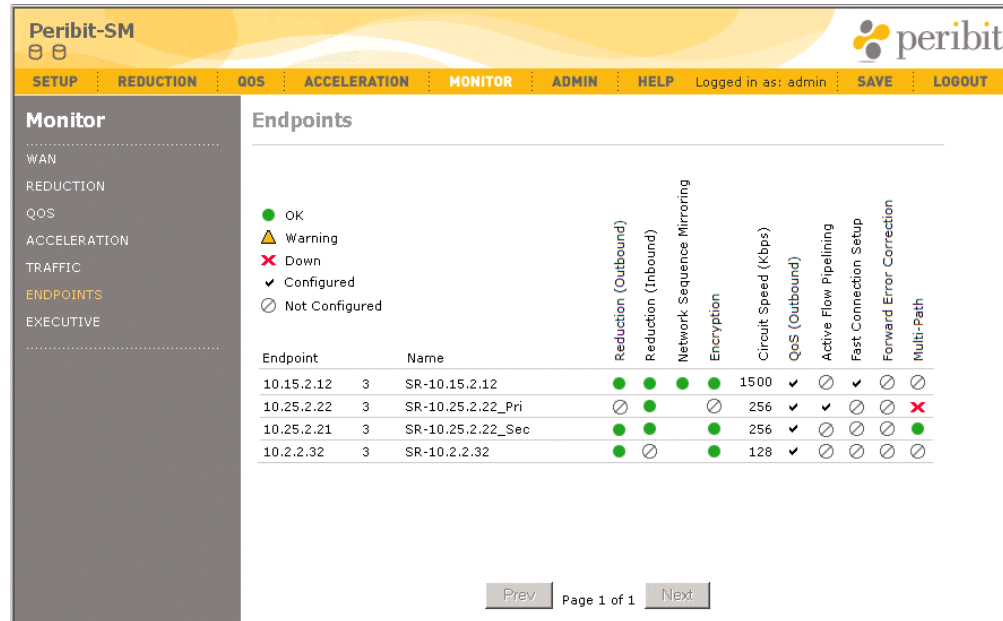 Peribit-SM
peribit
SETUP REDUCTION QOS ACCELERATION MONITOR ADMIN HELP Logged in as: admin SAVE LOGOUT
Monitor
WAN
REDUCTION
QOS
ACCELERATION
TRAFFIC
ENDPOINTS
EXECUTIVE
Endpoints
OK
Warning
Down
Configured
Not Configured
Endpoint Name Reduction (Outbound) Reduction (Inbound) Network Sequence Mirroring Encryption Circuit Speed (Kbps) QoS (Outbound) Active Flow Pipelining Fast Connection Setup Forward Error Correction Multi-Path
10.15.2.12 3 SR-10.15.2.12 1500
10.25.2.22 3 SR-10.25.2.22_Pri 256
10.25.2.21 3 SR-10.25.2.22_Sec 256
10.2.2.32 3 SR-10.2.2.32 128
Prev Page 1 of 1 Next